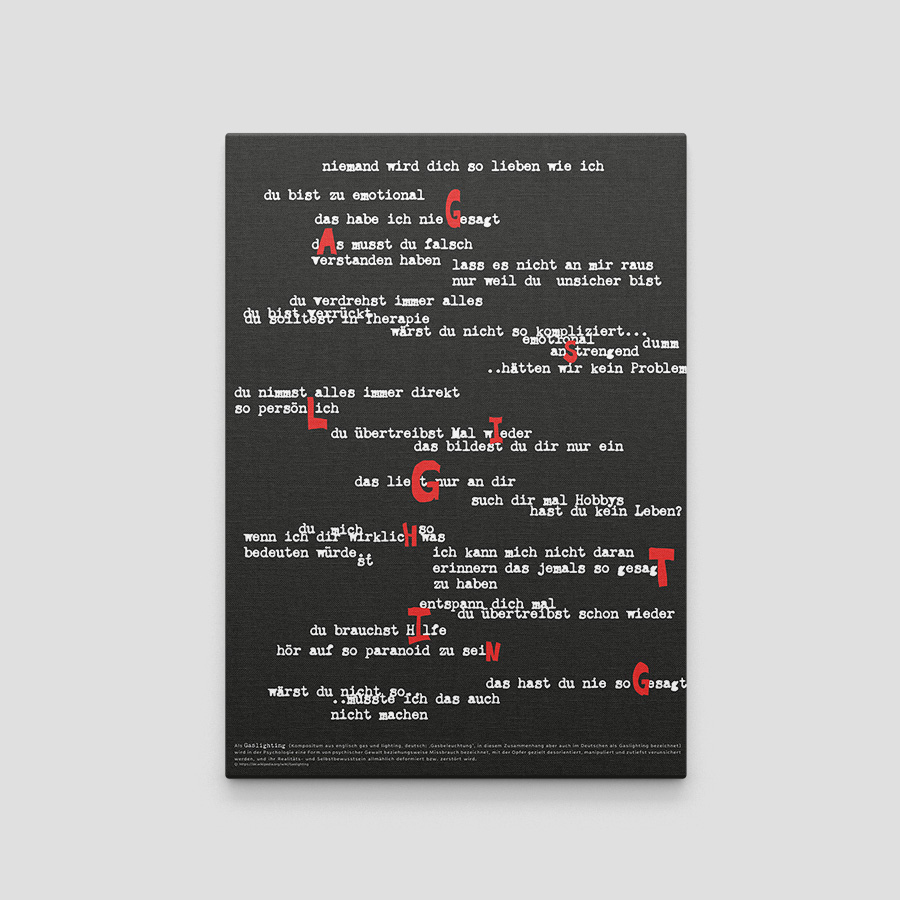 niemand wird dich so lieben wie ich
du bist zu emotional
das habe ich nie Gesagt
dAs musst du falsch
verstanden haben
lass es nicht an mir raus
nur weil du unsicher bist
du verdrehst immer alles
du bist verrückt
du solltest in Therapie
wärst du nicht so kompliziert...
emotional
dumm
anStrengend
..hätten wir kein Problem
du nimmst alles immer direkt
so persönLich
du übertreibst Mal wIeder
das bildest du dir nur ein
das lieGt nur an dir
such dir mal Hobbys
hast du kein Leben?
du mich so
wenn ich dir wirklicH was
bedeuten würde..
st
ich kann mich nicht daran
erinnern das jemals so gesagT
zu haben
entspann dich mal
du übertreibst schon wieder
du brauchst HIlfe
hör auf so paranoid zu seiN
das hast du nie so Gesagt
wärst du nicht so..
..müsste ich das auch
nicht machen
Als Gaslighting (Kompositum aus englisch gas und lighting, deutsch: ‚Gasbeleuchtung', in diesem Zusammenhang aber auch im Deutschen als Gaslighting bezeichnet)
wird in der Psychologie eine Form von psychischer Gewalt beziehungsweise Missbrauch bezeichnet, mit der Opfer gezielt desorientiert, manipuliert und zutiefst verunsichert
werden, und ihr Realitäts- und Selbstbewusstsein allmählich deformiert bzw. zerstört wird.
© https://de.wikipedia.org/wiki/Gaslighting